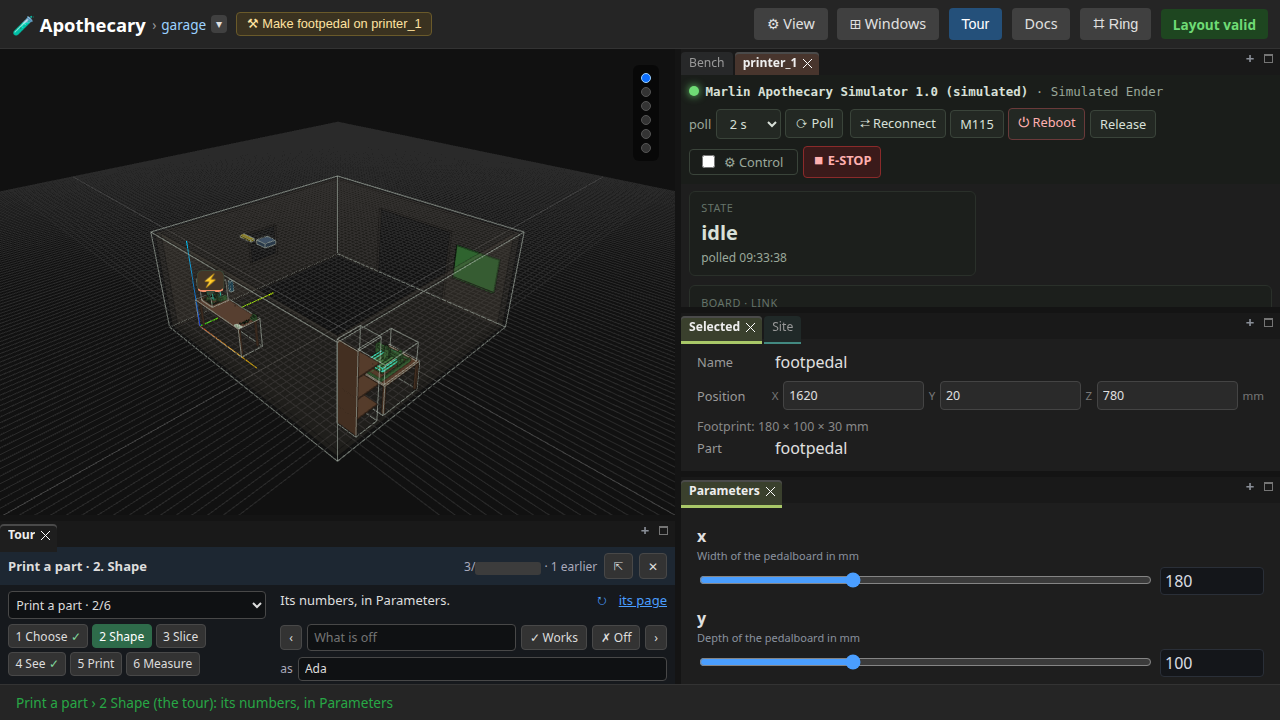 Apothecary › garage ▾ ⚒ Make footpedal on printer_1 ⚙ View ⊞ Windows Tour Docs ⌗ Ring Layout valid
Bench printer_1
Marlin Apothecary Simulator 1.0 (simulated) · Simulated Ender
poll 2 s ⟳ Poll ⇄ Reconnect M115 ⏻ Reboot Release
⚙ Control ■ E-STOP
STATE
idle
polled 09:33:38
BOARD · LINK
Selected Site
Name footpedal
Position X 1620 Y 20 Z 780 mm
Footprint: 180 × 100 × 30 mm
Part footpedal
Parameters
x
Width of the pedalboard in mm
180
y
Depth of the pedalboard in mm
100
Tour
Print a part · 2. Shape 3/ · 1 earlier
Print a part · 2/6
1 Choose ✓ 2 Shape 3 Slice
4 See ✓ 5 Print 6 Measure
Its numbers, in Parameters. ↻ its page
‹ What is off ✓ Works ✗ Off ›
as Ada
Print a part › 2 Shape (the tour): its numbers, in Parameters